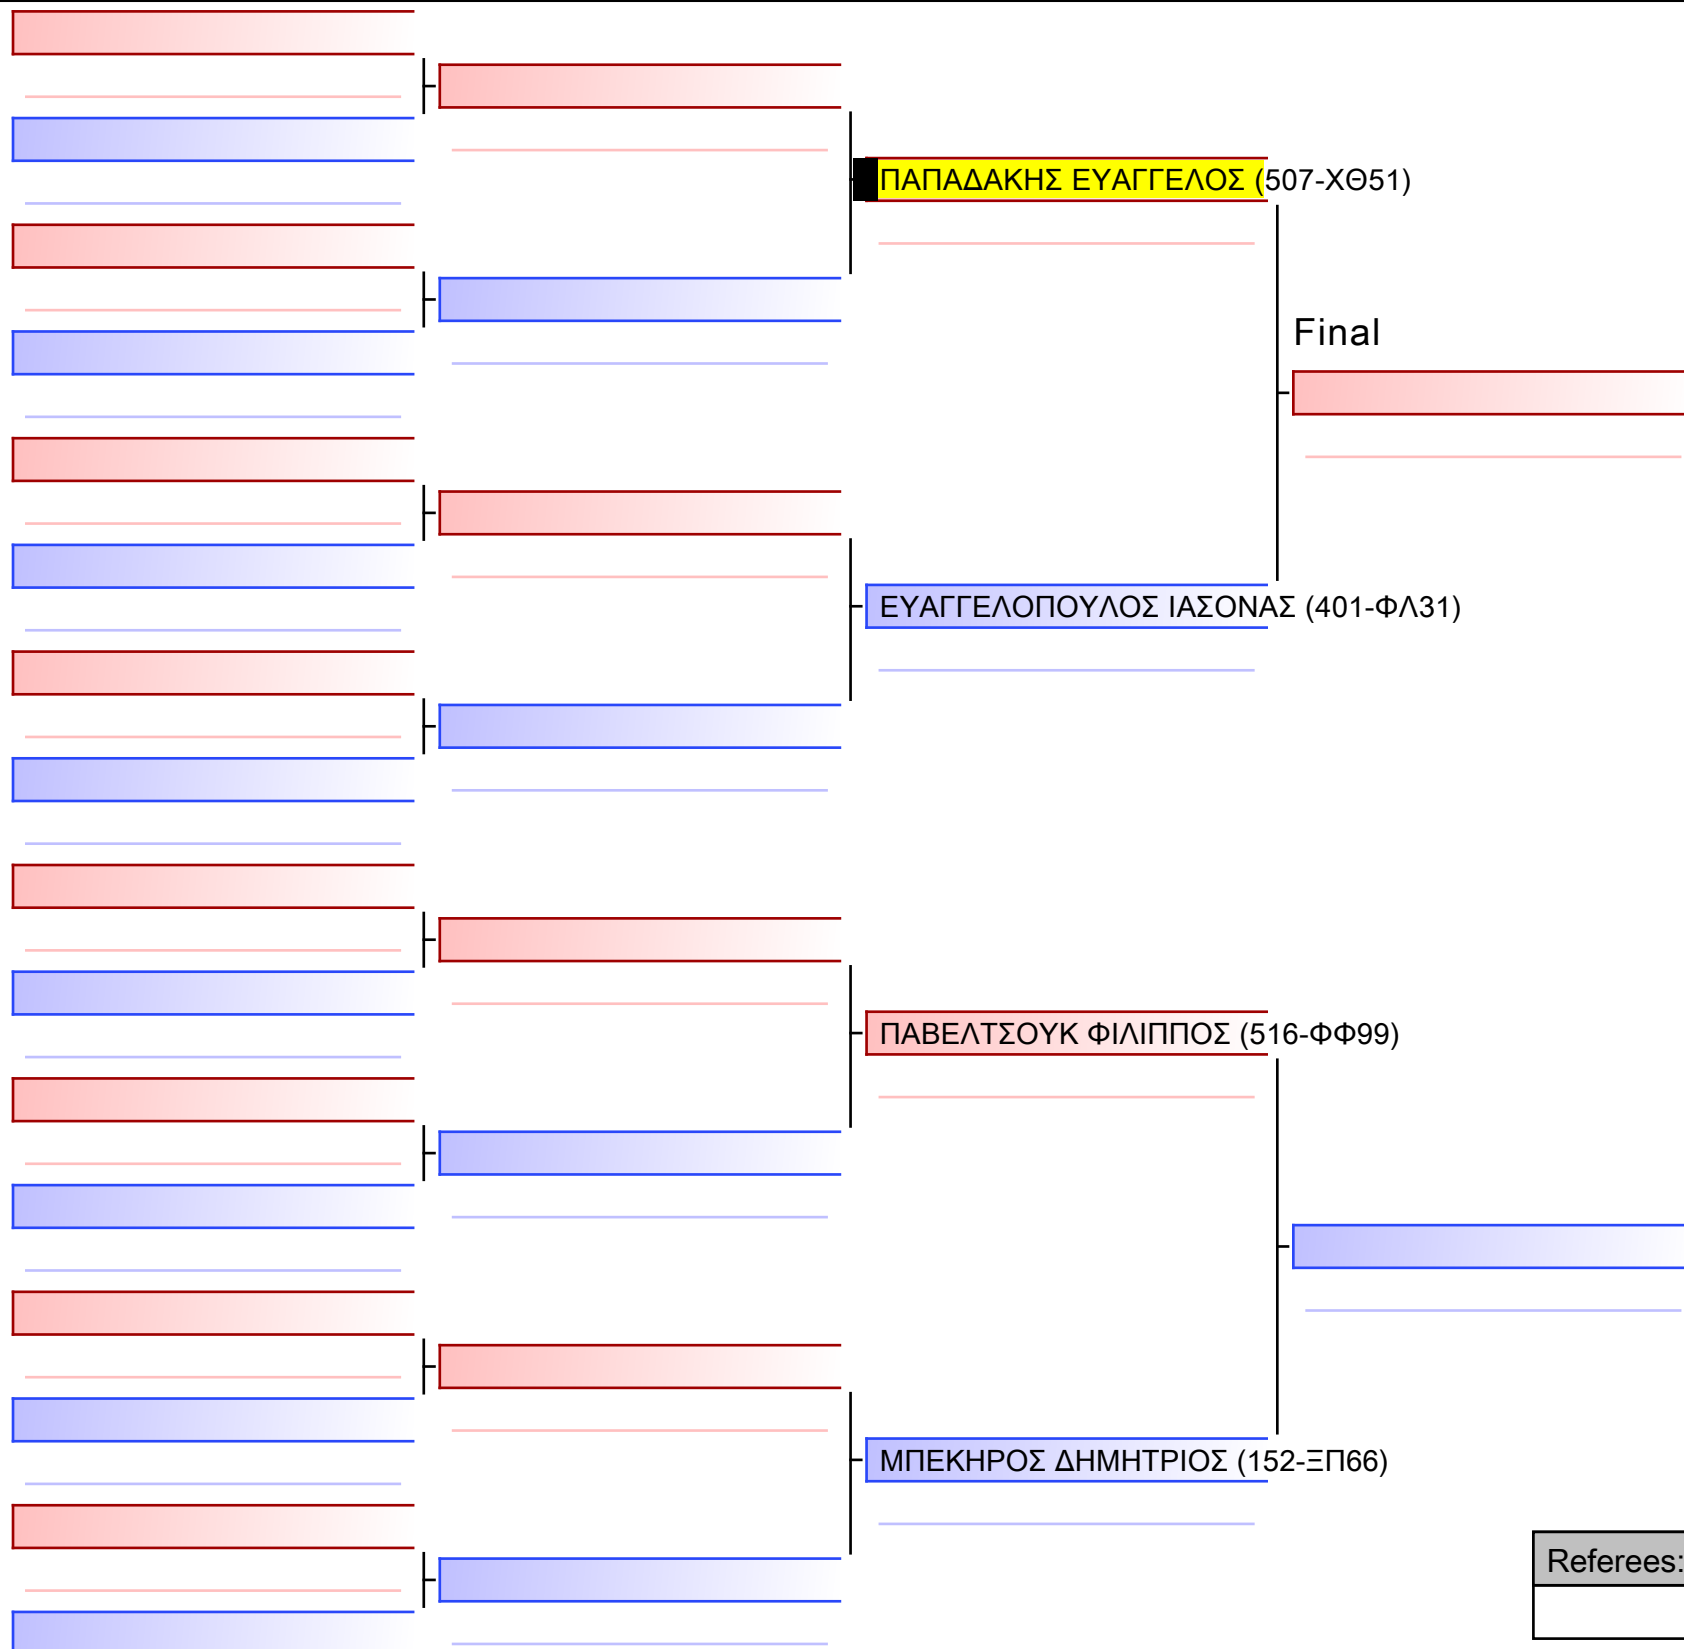 ΠΑΠΑΔΑΚΗΣ ΕΥΑΓΓΕΛΟΣ (507-ΧΘ51)
Final
ΕΥΑΓΓΕΛΟΠΟΥΛΟΣ ΙΑΣΟΝΑΣ (401-ΦΛ31)
ΠΑΒΕΛΤΣΟΥΚ ΦΙΛΙΠΠΟΣ (516-ΦΦ99)
ΜΠΕΚΗΡΟΣ ΔΗΜΗΤΡΙΟΣ (152-ΞΠ66)
Referees: